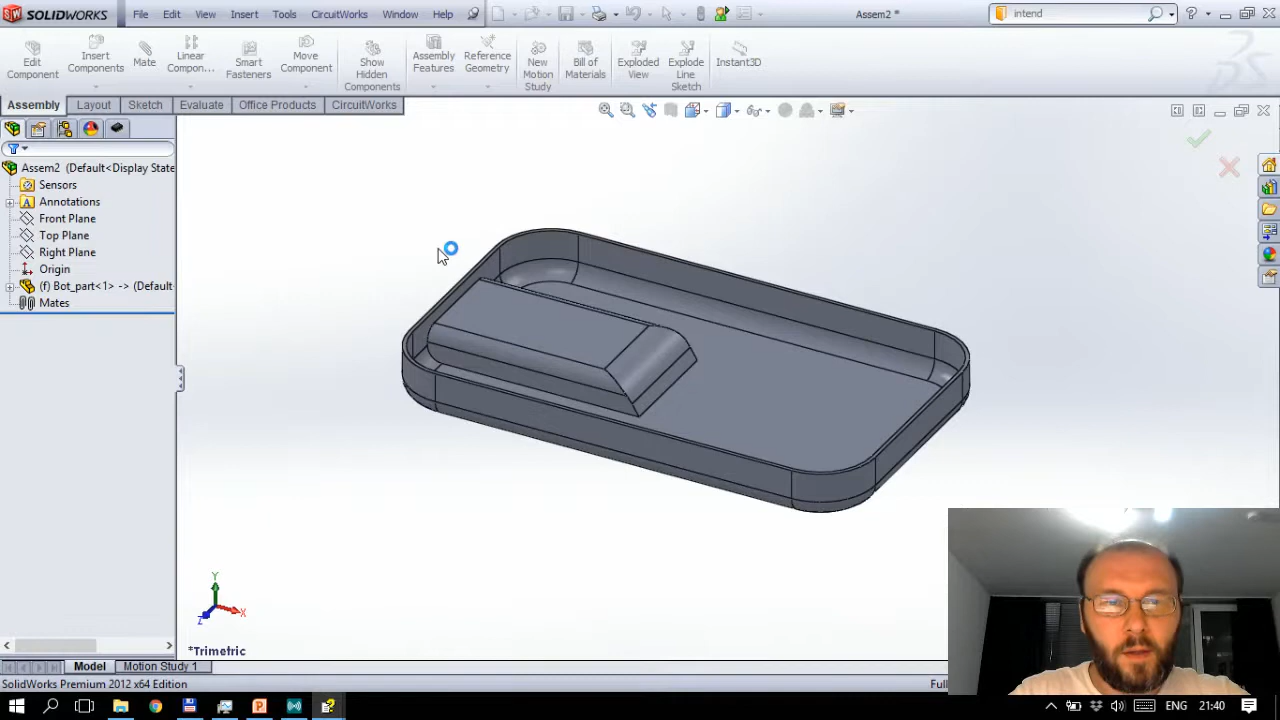 SOLIDWORKS File Edit View Insert Tools CircuitWorks Window Help Assem2 * intend
Edit Component
Insert Components
Mate
Linear Compon...
Smart Fasteners
Move Component
Show Hidden Components
Assembly Features
Reference Geometry
New Motion Study
Bill of Materials
Exploded View
Explode Line Sketch
Instant3D
Assembly Layout Sketch Evaluate Office Products CircuitWorks
Assem2 (Default<Display State
Sensors
Annotations
Front Plane
Top Plane
Right Plane
Origin
(f) Bot_part<1> -> (Default
Mates
Y
X
Z
*Trimetric
Model Motion Study 1
SolidWorks Premium 2012 x64 Edition
Full
ENG 21:40